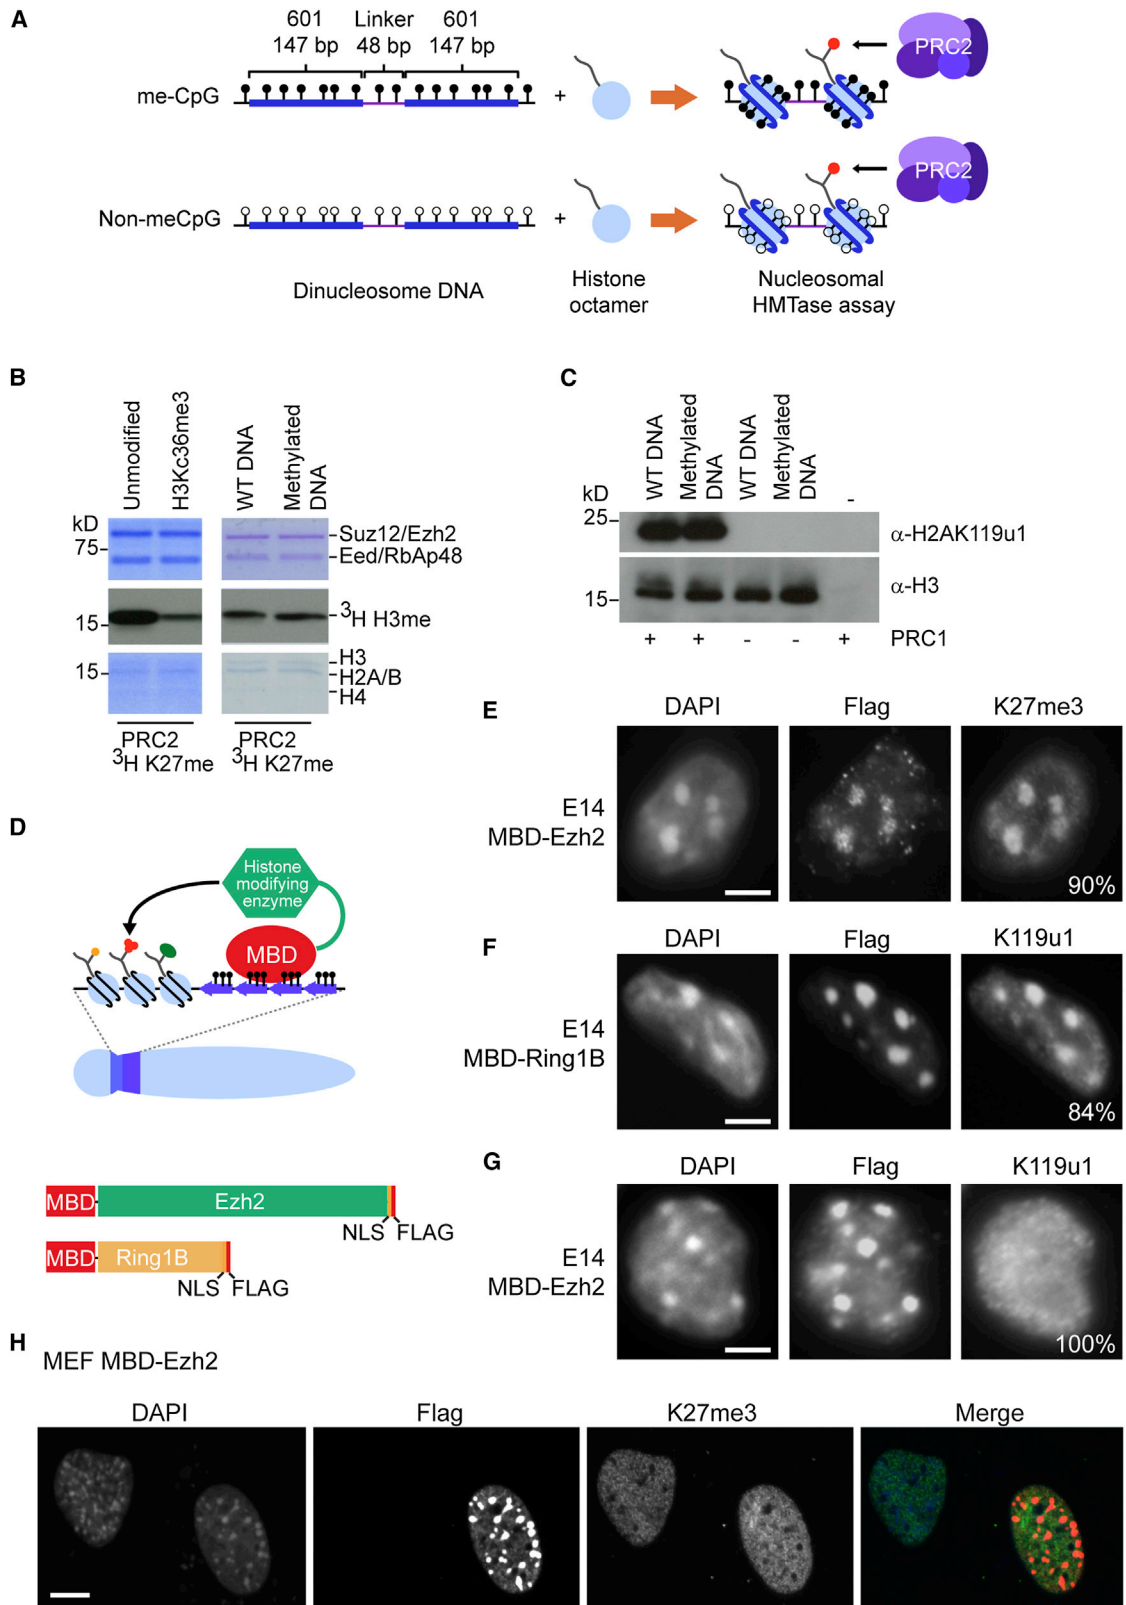 A
601
147 bp
Linker
48 bp
601
147 bp
me-CpG
+
PRC2
Non-meCpG
+
PRC2
Dinucleosome DNA
Histone
octamer
Nucleosomal
HMTase assay
B
Unmodified
H3Kc36me3
WT DNA
Methylated
DNA
kD
75
Suz12/Ezh2
Eed/RbAp48
15
3H H3me
15
H3
H2A/B
H4
PRC2
3H K27me
PRC2
3H K27me
C
WT DNA
Methylated
DNA
WT DNA
Methylated
DNA
-
kD
25
α-H2AK119u1
α-H3
15
+ + - - + PRC1
D
Histone
modifying
enzyme
MBD
MBD Ezh2
NLS FLAG
MBD Ring1B
NLS FLAG
E
DAPI Flag K27me3
E14
MBD-Ezh2
90%
F
DAPI Flag K119u1
E14
MBD-Ring1B
84%
G
DAPI Flag K119u1
E14
MBD-Ezh2
100%
H
MEF MBD-Ezh2
DAPI Flag K27me3 Merge